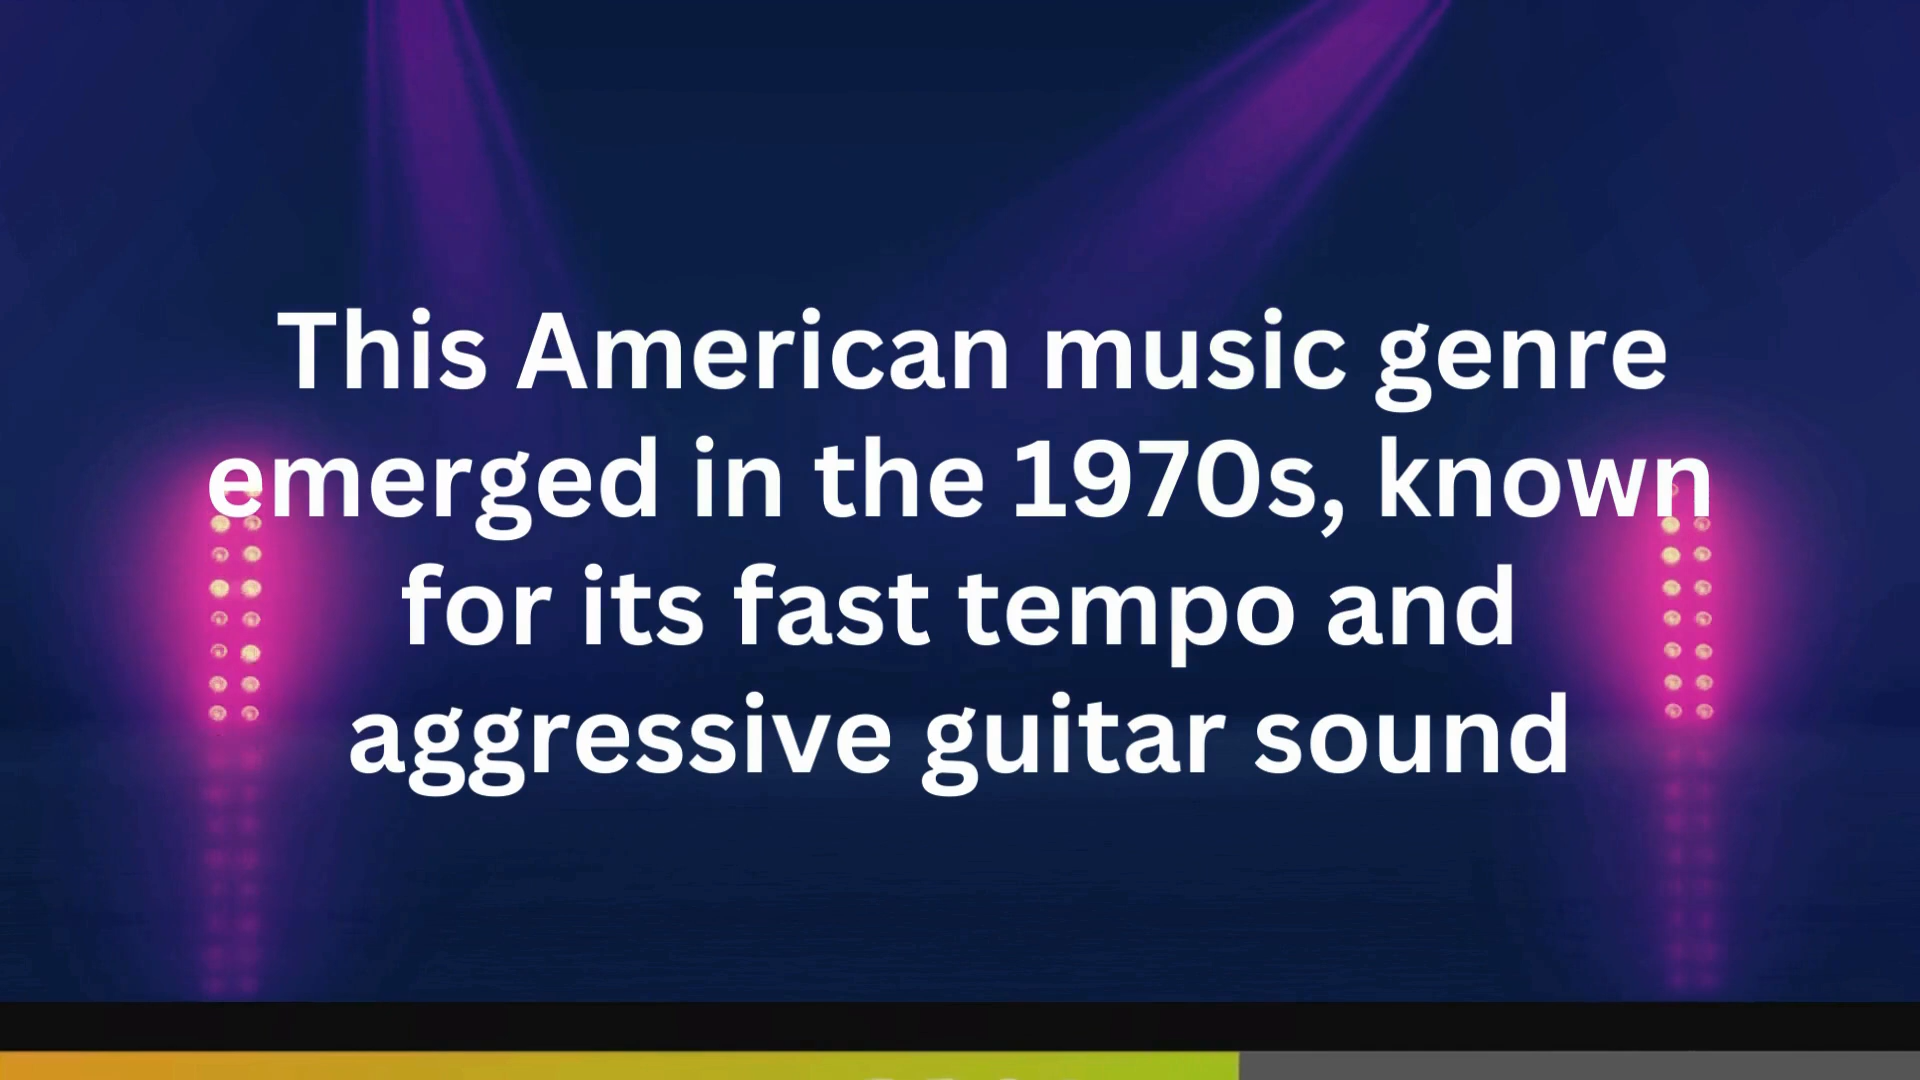 This American music genre
emerged in the 1970s, known
for its fast tempo and
aggressive guitar sound